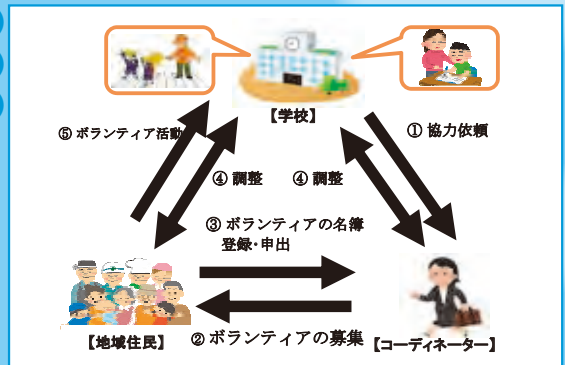 【学校】
⑤ ボランティア活動
① 協力依頼
④ 調整
④ 調整
③ ボランティアの名簿
登録・申出
【地域住民】
② ボランティアの募集
【コーディネーター】